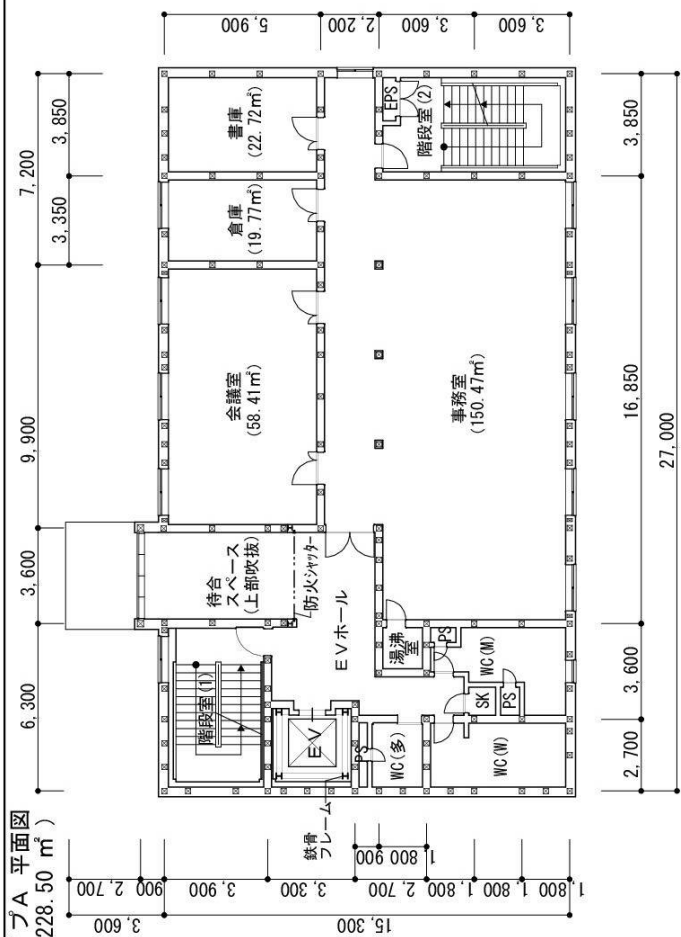 プA 平面図
228.50 ㎡)
5,900
2,200
3,600
3,600
7,200
3,850
3,350
9,900
3,600
6,300
3,850
16,850
3,600
2,700
27,000
3,600
2,700
900
3,900
3,300
2,700
1,800
1,800
1,800
900
1,800
15,300
書庫
(22.72㎡)
倉庫
(19.77㎡)
会議室
(58.41㎡)
事務室
(150.47㎡)
EPS
階段室(2)
待合
スペース
(上部吹抜)
防火シャッター
EVホール
階段室(1)
EV
鉄骨
フレーム
湯沸
室
PS
WC(M)
SK
PS
PS
WC(多)
WC(W)